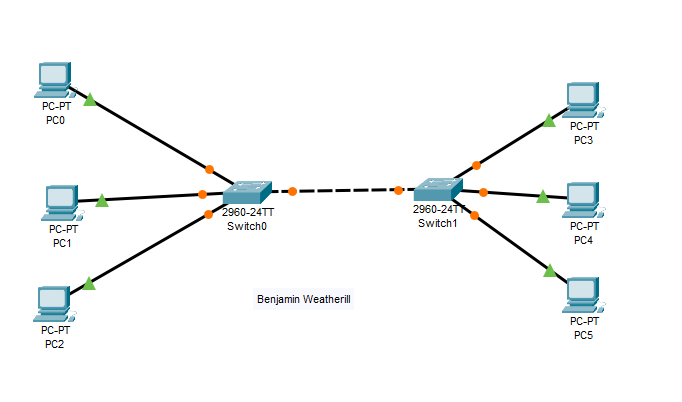 PC-PT
PC0
PC-PT
PC1
PC-PT
PC2
2960-24TT
Switch0
2960-24TT
Switch1
PC-PT
PC3
PC-PT
PC4
PC-PT
PC5
Benjamin Weatherill